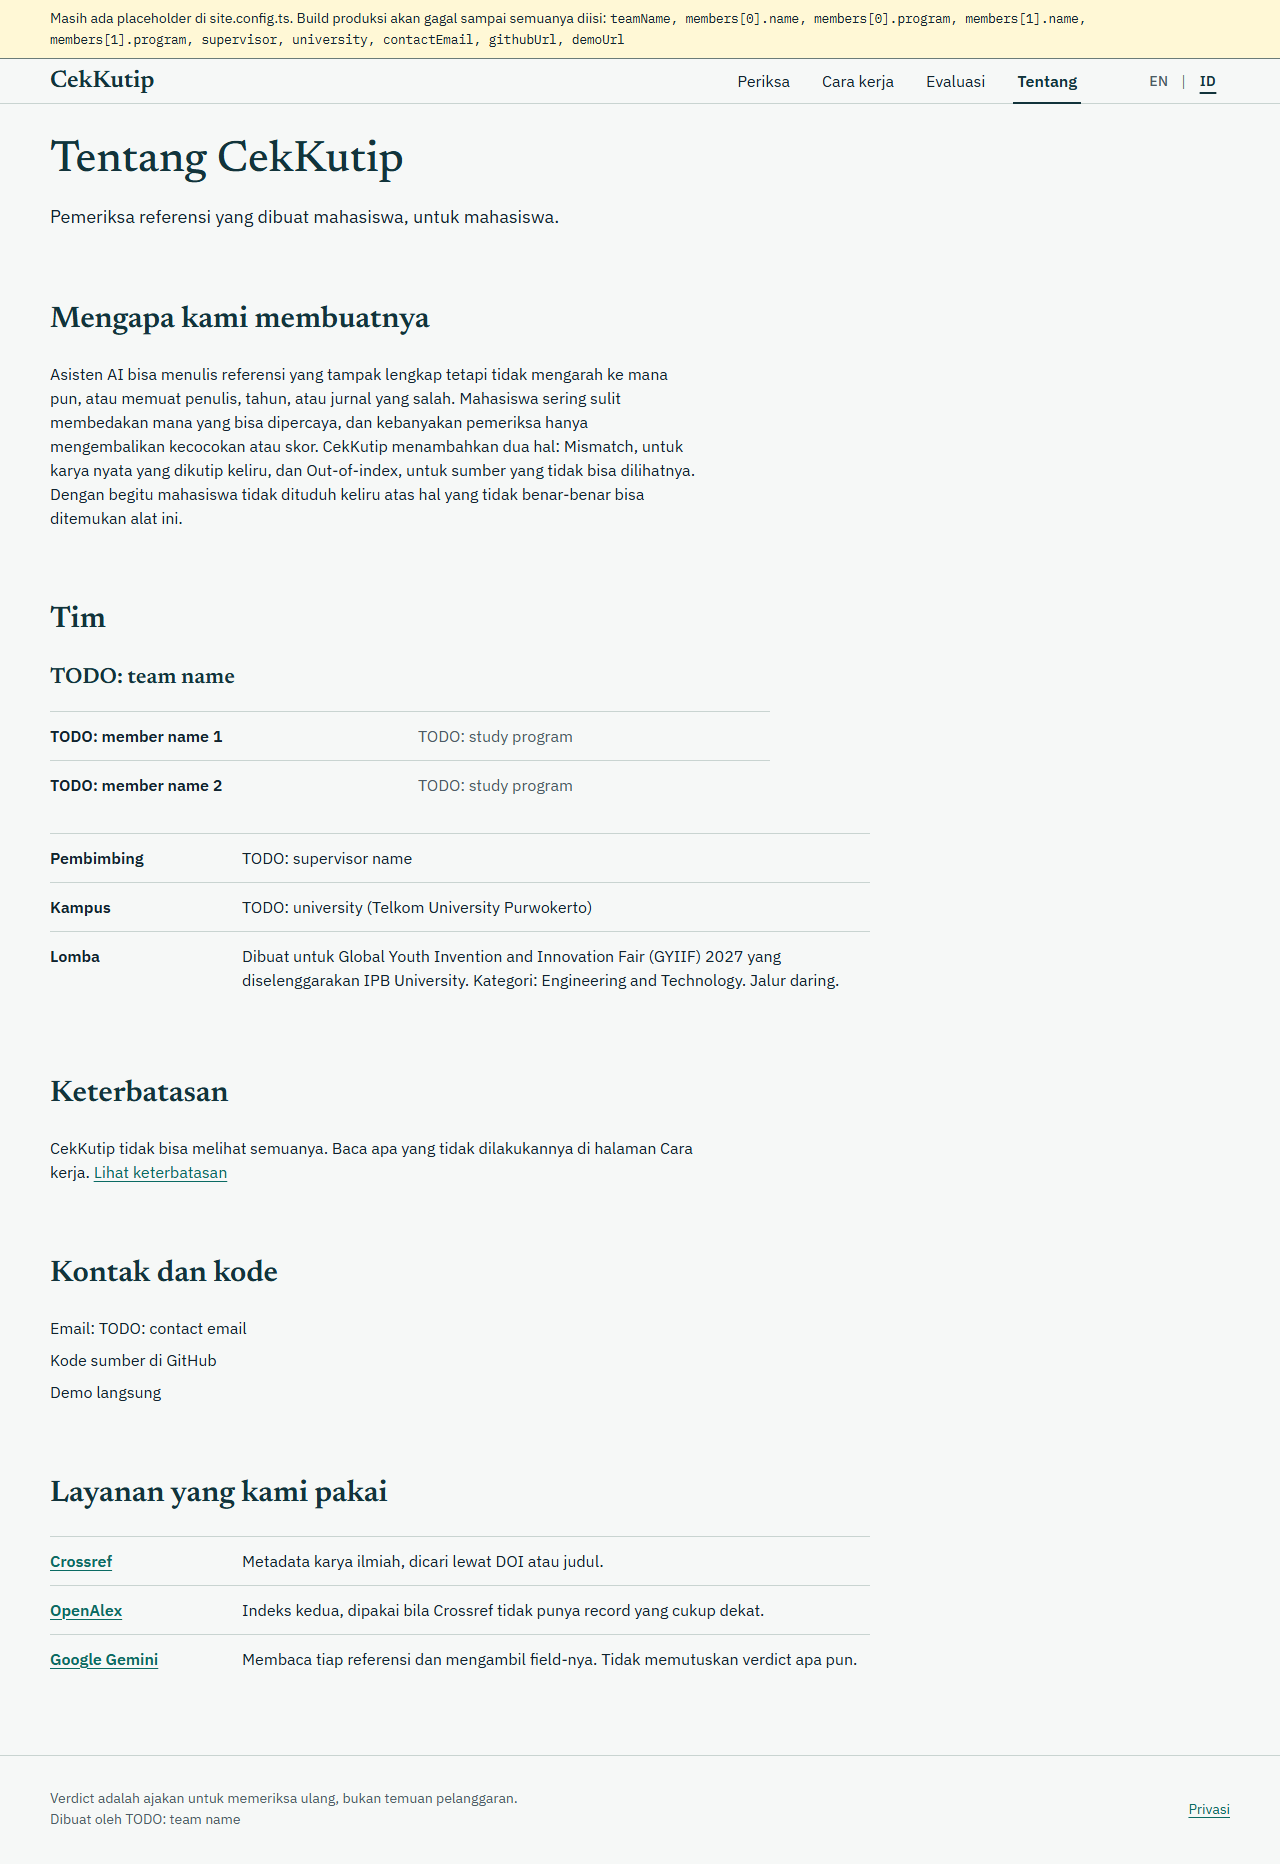 Masih ada placeholder di site.config.ts. Build produksi akan gagal sampai semuanya diisi: teamName, members[0].name, members[0].program, members[1].name,
members[1].program, supervisor, university, contactEmail, githubUrl, demoUrl
CekKutip
Periksa
Cara kerja
Evaluasi
Tentang
EN | ID
Tentang CekKutip
Pemeriksa referensi yang dibuat mahasiswa, untuk mahasiswa.
Mengapa kami membuatnya
Asisten AI bisa menulis referensi yang tampak lengkap tetapi tidak mengarah ke mana
pun, atau memuat penulis, tahun, atau jurnal yang salah. Mahasiswa sering sulit
membedakan mana yang bisa dipercaya, dan kebanyakan pemeriksa hanya
mengembalikan kecocokan atau skor. CekKutip menambahkan dua hal: Mismatch, untuk
karya nyata yang dikutip keliru, dan Out-of-index, untuk sumber yang tidak bisa dilihatnya.
Dengan begitu mahasiswa tidak dituduh keliru atas hal yang tidak benar-benar bisa
ditemukan alat ini.
Tim
TODO: team name
TODO: member name 1 TODO: study program
TODO: member name 2 TODO: study program
Pembimbing TODO: supervisor name
Kampus TODO: university (Telkom University Purwokerto)
Lomba Dibuat untuk Global Youth Invention and Innovation Fair (GYIIF) 2027 yang
diselenggarakan IPB University. Kategori: Engineering and Technology. Jalur daring.
Keterbatasan
CekKutip tidak bisa melihat semuanya. Baca apa yang tidak dilakukannya di halaman Cara
kerja. Lihat keterbatasan
Kontak dan kode
Email: TODO: contact email
Kode sumber di GitHub
Demo langsung
Layanan yang kami pakai
Crossref Metadata karya ilmiah, dicari lewat DOI atau judul.
OpenAlex Indeks kedua, dipakai bila Crossref tidak punya record yang cukup dekat.
Google Gemini Membaca tiap referensi dan mengambil field-nya. Tidak memutuskan verdict apa pun.
Verdict adalah ajakan untuk memeriksa ulang, bukan temuan pelanggaran.
Dibuat oleh TODO: team name
Privasi